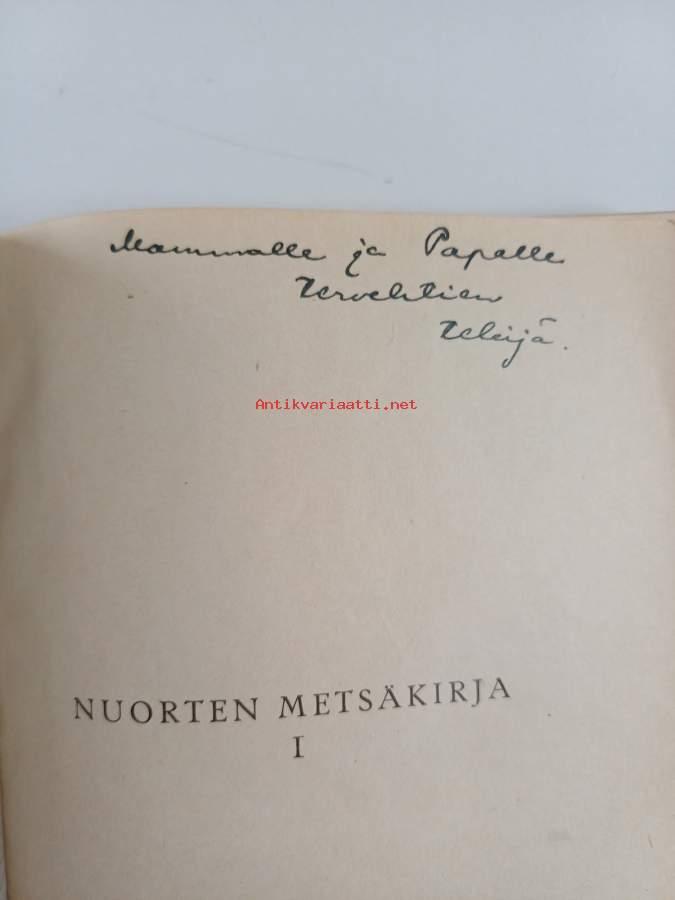 Mammalle ja Papalle
tervehtien
tekijä.
Antikvariaatti.net
NUORTEN METSÄKIRJA
I